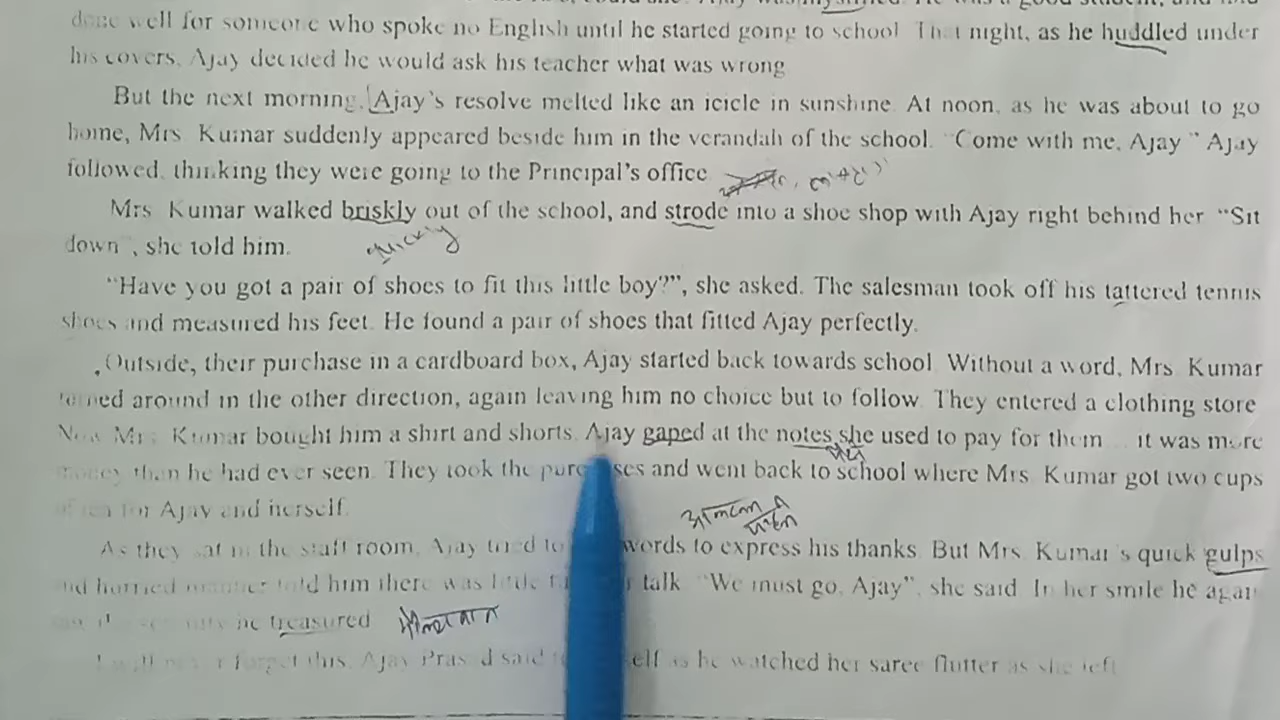 done well for someone who spoke no English until he started going to school That night, as he huddled under
his covers, Ajay decided he would ask his teacher what was wrong
But the next morning, Ajay's resolve melted like an icicle in sunshine. At noon, as he was about to go
home, Mrs. Kumar suddenly appeared beside him in the verandah of the school. "Come with me, Ajay " Ajay
followed, thinking they were going to the Principal's office
Mrs Kumar walked briskly out of the school, and strode into a shoe shop with Ajay right behind her "Sit
down", she told him.
quickly
"Have you got a pair of shoes to fit this little boy?", she asked. The salesman took off his tattered tennis
shoes and measured his feet. He found a pair of shoes that fitted Ajay perfectly.
Outside, their purchase in a cardboard box, Ajay started back towards school. Without a word, Mrs. Kumar
around in the other direction, again leaving him no choice but to follow. They entered a clothing store
Now Mrs bought him a shirt and shorts. Ajay gaped at the notes she used to pay for them... it was more
money than he had ever seen. They took the and went back to school where Mrs. Kumar got two cups
of tea for Ajay and herself.
As they sat in the staff room, Ajay tried to words to express his thanks. But Mrs. Kumar's quick gulps
manner told him there was little talk. "We must go, Ajay", she said. In her smile he again
he treasured
forget this, Ajay said as he watched her saree flutter as she left